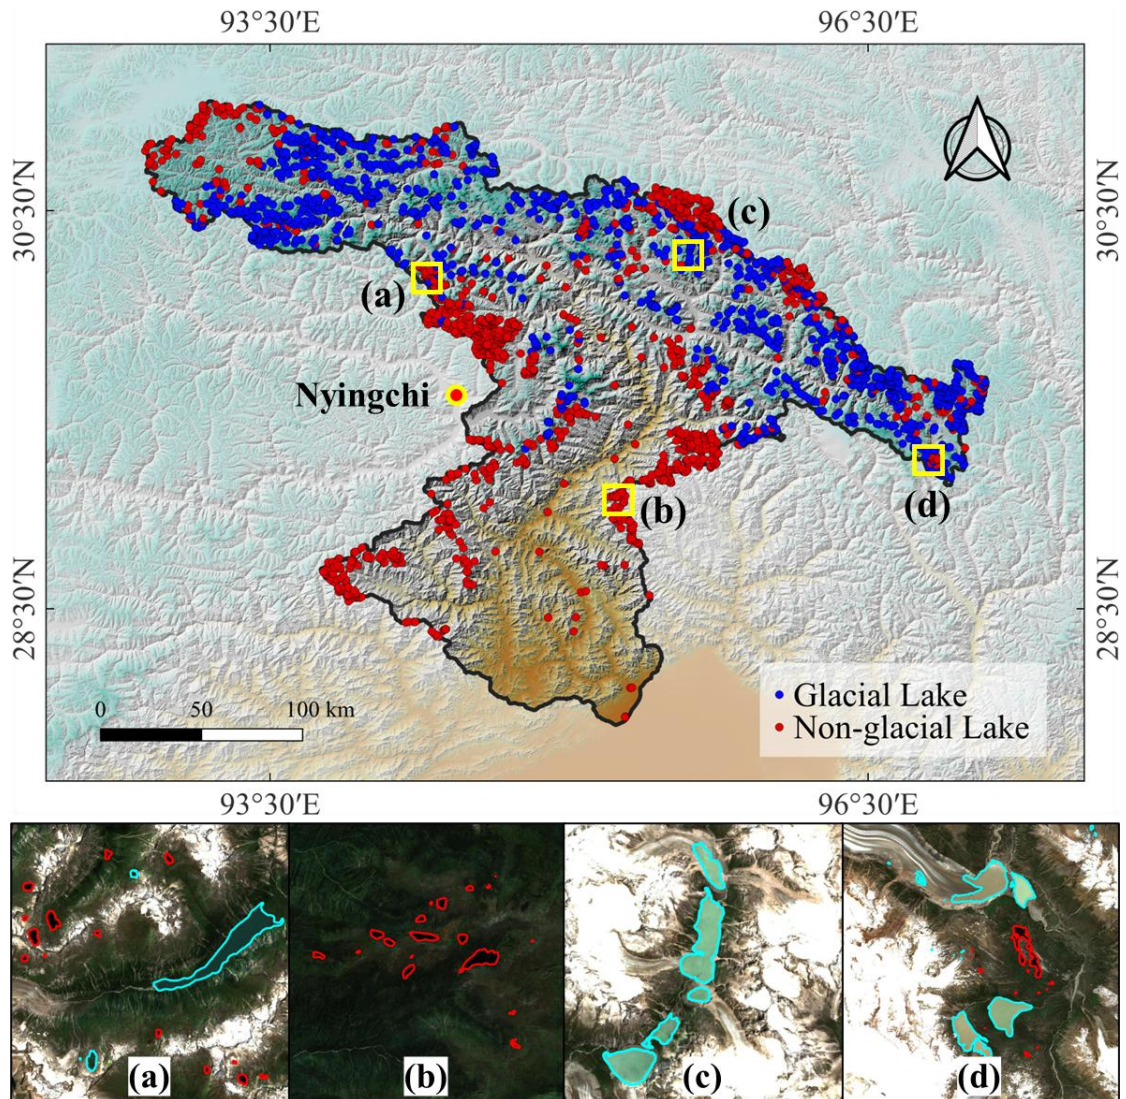 93°30′E 96°30′E
30°30′N 30°30′N
(c)
(a)
Nyingchi
(b)
(d)
28°30′N 28°30′N
Glacial Lake
0 50 100 km
Non-glacial Lake
93°30′E 96°30′E
(a) (b) (c) (d)